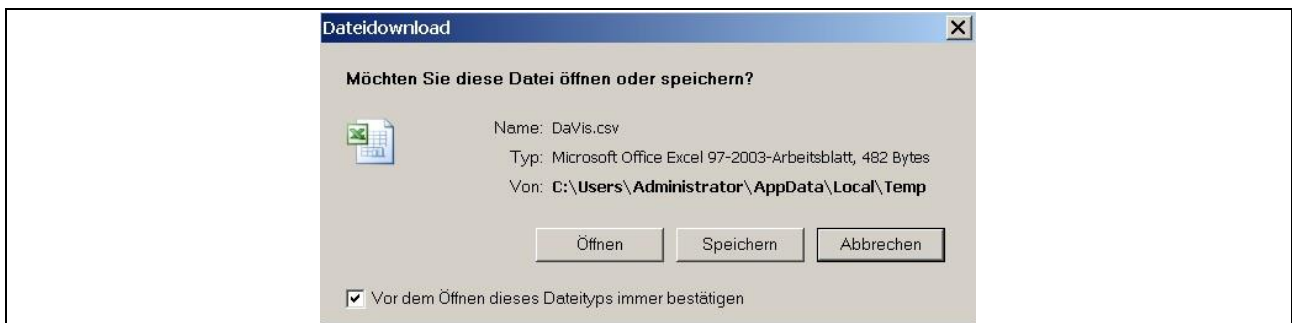 Dateidownload
Möchten Sie diese Datei öffnen oder speichern?
Name: DaVis.csv
Typ: Microsoft Office Excel 97-2003-Arbeitsblatt, 482 Bytes
Von: C:\Users\Administrator\AppData\Local\Temp
Öffnen Speichern Abbrechen
Vor dem Öffnen dieses Dateityps immer bestätigen